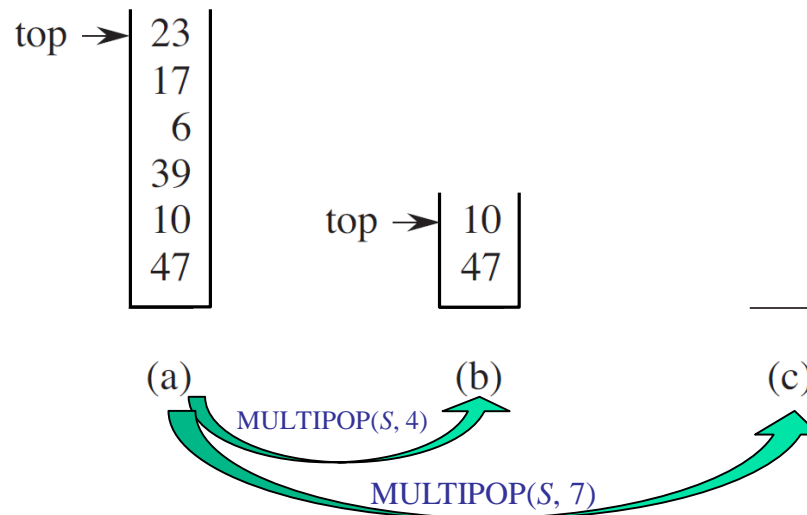 top
23
17
6
39
10
47
top
10
47
(a)
(b)
(c)
MULTIPOP(S, 4)
MULTIPOP(S, 7)